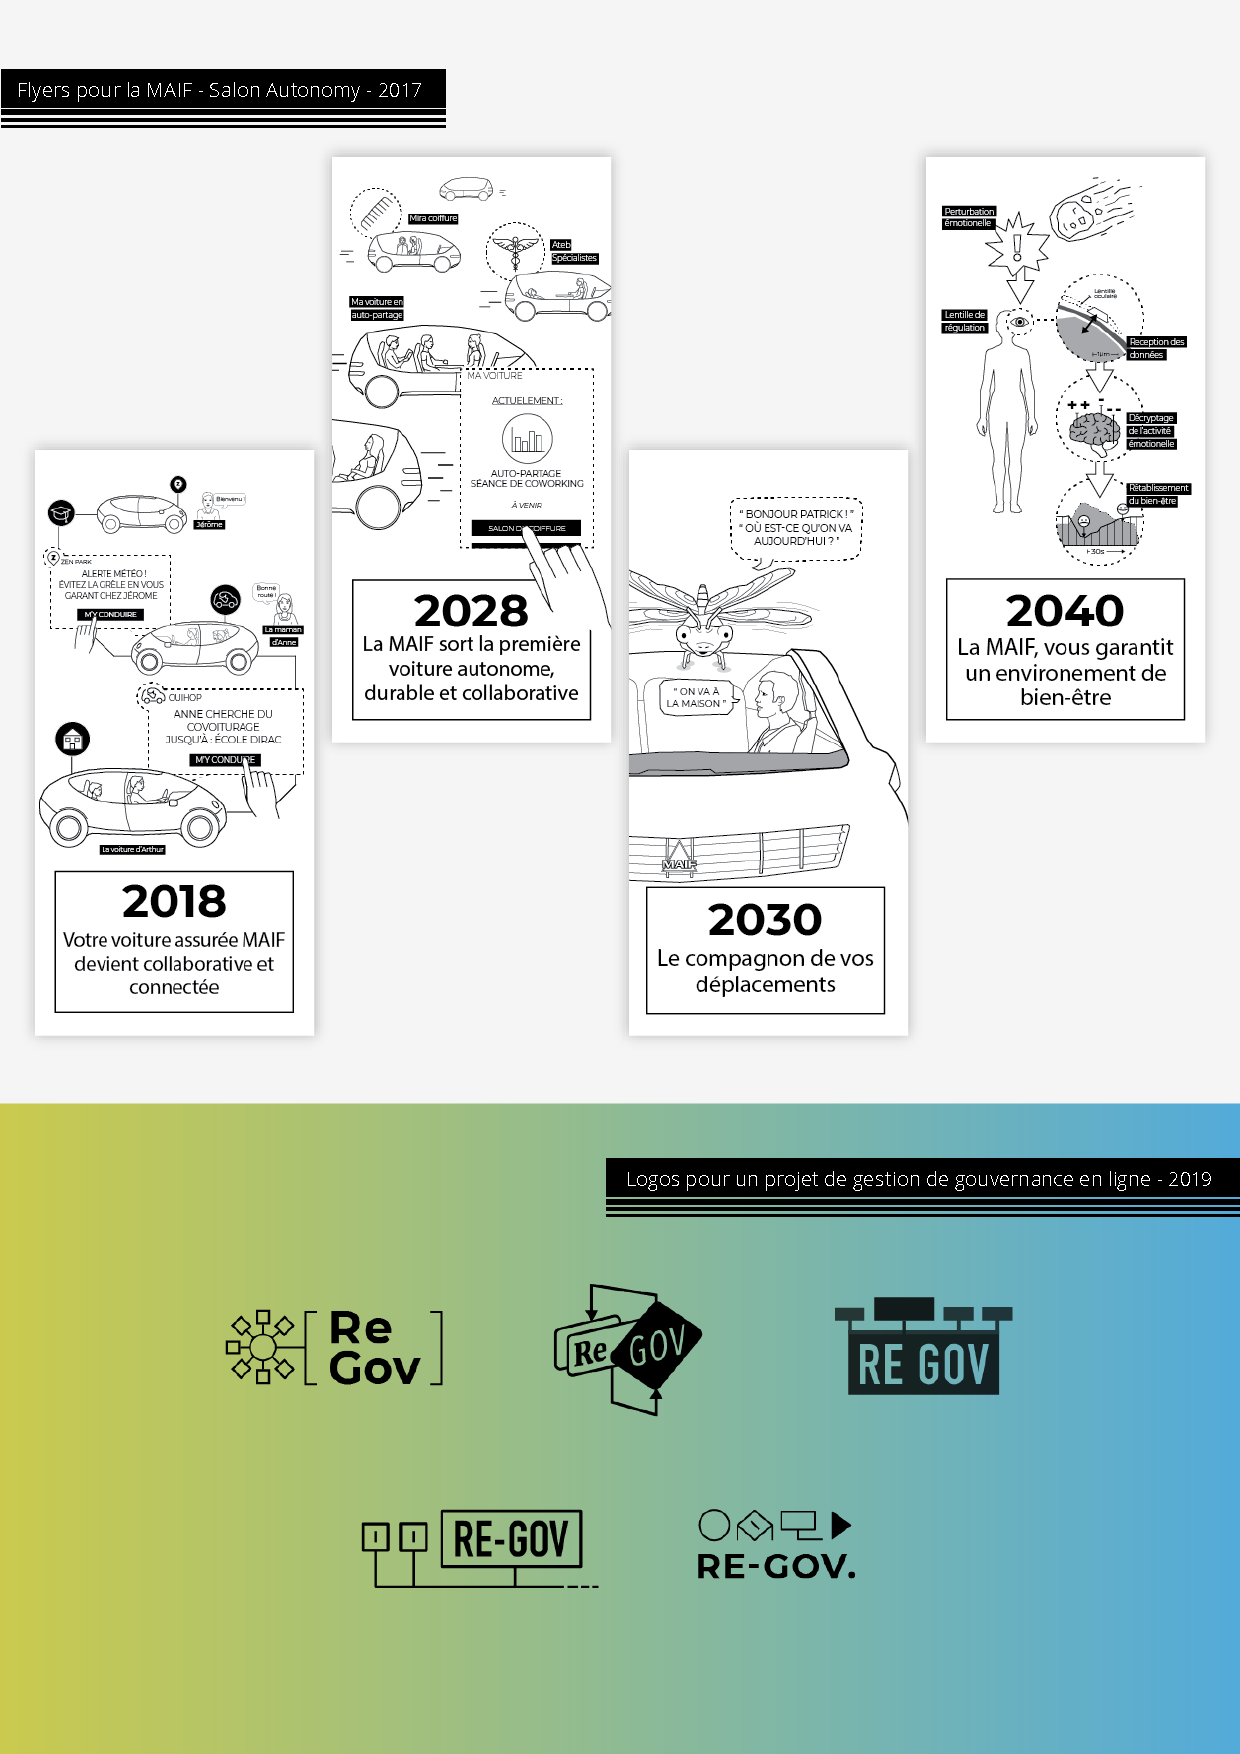 Flyers pour la MAIF - Salon Autonomy - 2017
Bienvenu !
Jérôme
ZEN PARK
ALERTE MÉTÉO !
ÉVITEZ LA GRÊLE EN VOUS
GARANT CHEZ JÉROME
M'Y CONDUIRE
Bonne
route !
La maman
d'Anne
OUIHOP
ANNE CHERCHE DU
COVOITURAGE
JUSQU'À : ÉCOLE DIRAC
M'Y CONDUIRE
La voiture d'Arthur
2018
Votre voiture assurée MAIF
devient collaborative et
connectée
Mira coiffure
Ateb
Spécialistes
Ma voiture en
auto-partage
MA VOITURE
ACTUELEMENT :
AUTO-PARTAGE
SÉANCE DE COWORKING
À VENIR
SALON DE COIFFURE
2028
La MAIF sort la première
voiture autonome,
durable et collaborative
“ BONJOUR PATRICK ! ”
“ OÙ EST-CE QU'ON VA
AUJOURD'HUI ? ”
“ ON VA À
LA MAISON ”
MAIF
2030
Le compagnon de vos
déplacements
Perturbation
émotionelle
!
Lentille
oculaire
Lentille de
régulation
1µm
Reception des
données
++ - --
Décryptage
de l'activité
émotionelle
Rétablissement
du bien-être
30s
2040
La MAIF, vous garantit
un environement de
bien-être
Logos pour un projet de gestion de gouvernance en ligne - 2019
Re
Gov
Re GOV
RE GOV
RE-GOV
RE-GOV.